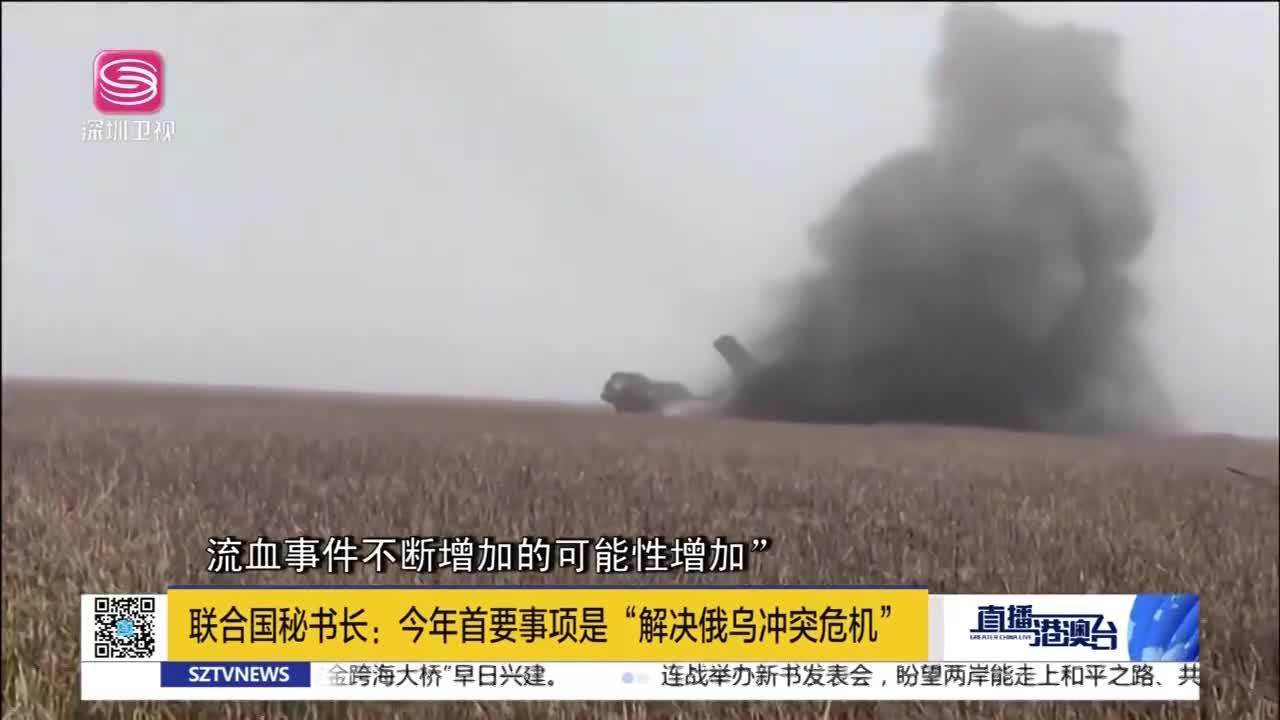 深圳卫视
流血事件不断增加的可能性增加”
联合国秘书长：今年首要事项是“解决俄乌冲突危机”
直播港澳台
GREATER CHINA LIVE
SZTVNEWS
金跨海大桥”早日兴建。 连战举办新书发表会，盼望两岸能走上和平之路、共